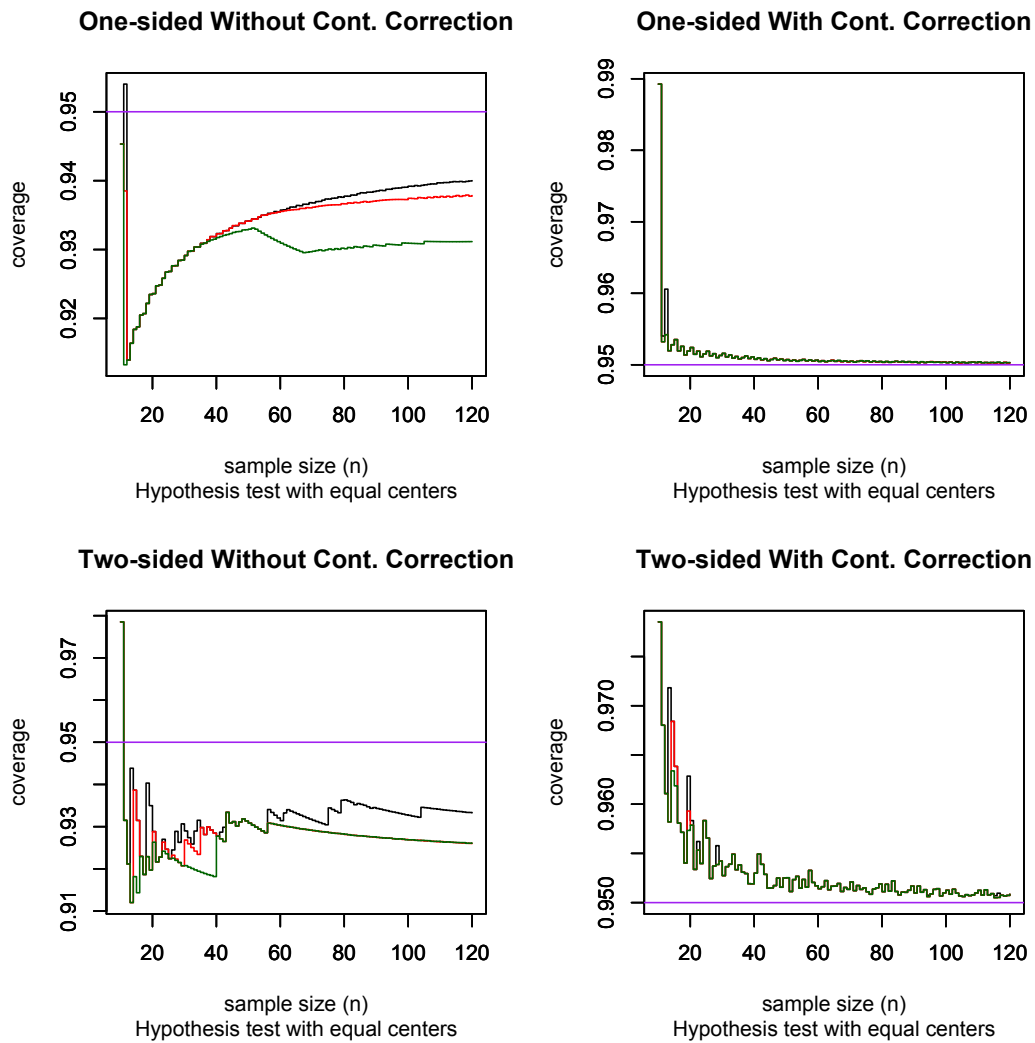 One-sided Without Cont. Correction
coverage
0.95
0.94
0.93
0.92
20 40 60 80 100 120
sample size (n)
Hypothesis test with equal centers
One-sided With Cont. Correction
coverage
0.99
0.98
0.97
0.96
0.95
20 40 60 80 100 120
sample size (n)
Hypothesis test with equal centers
Two-sided Without Cont. Correction
coverage
0.97
0.95
0.93
0.91
20 40 60 80 100 120
sample size (n)
Hypothesis test with equal centers
Two-sided With Cont. Correction
coverage
0.970
0.960
0.950
20 40 60 80 100 120
sample size (n)
Hypothesis test with equal centers